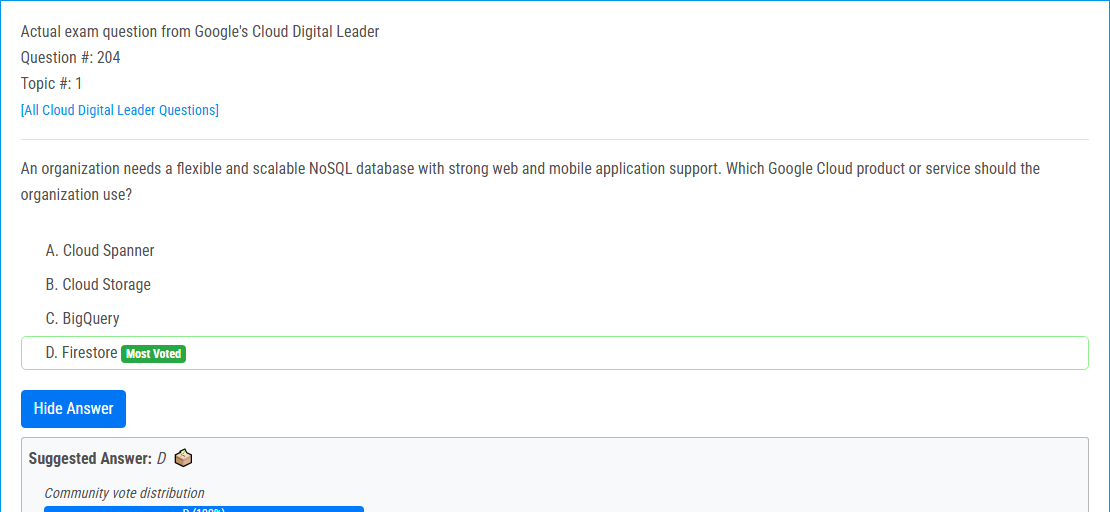 Actual exam question from Google's Cloud Digital Leader
Question #: 204
Topic #: 1
[All Cloud Digital Leader Questions]
An organization needs a flexible and scalable NoSQL database with strong web and mobile application support. Which Google Cloud product or service should the
organization use?
A. Cloud Spanner
B. Cloud Storage
C. BigQuery
D. Firestore Most Voted
Hide Answer
Suggested Answer: D
Community vote distribution
D (100%)